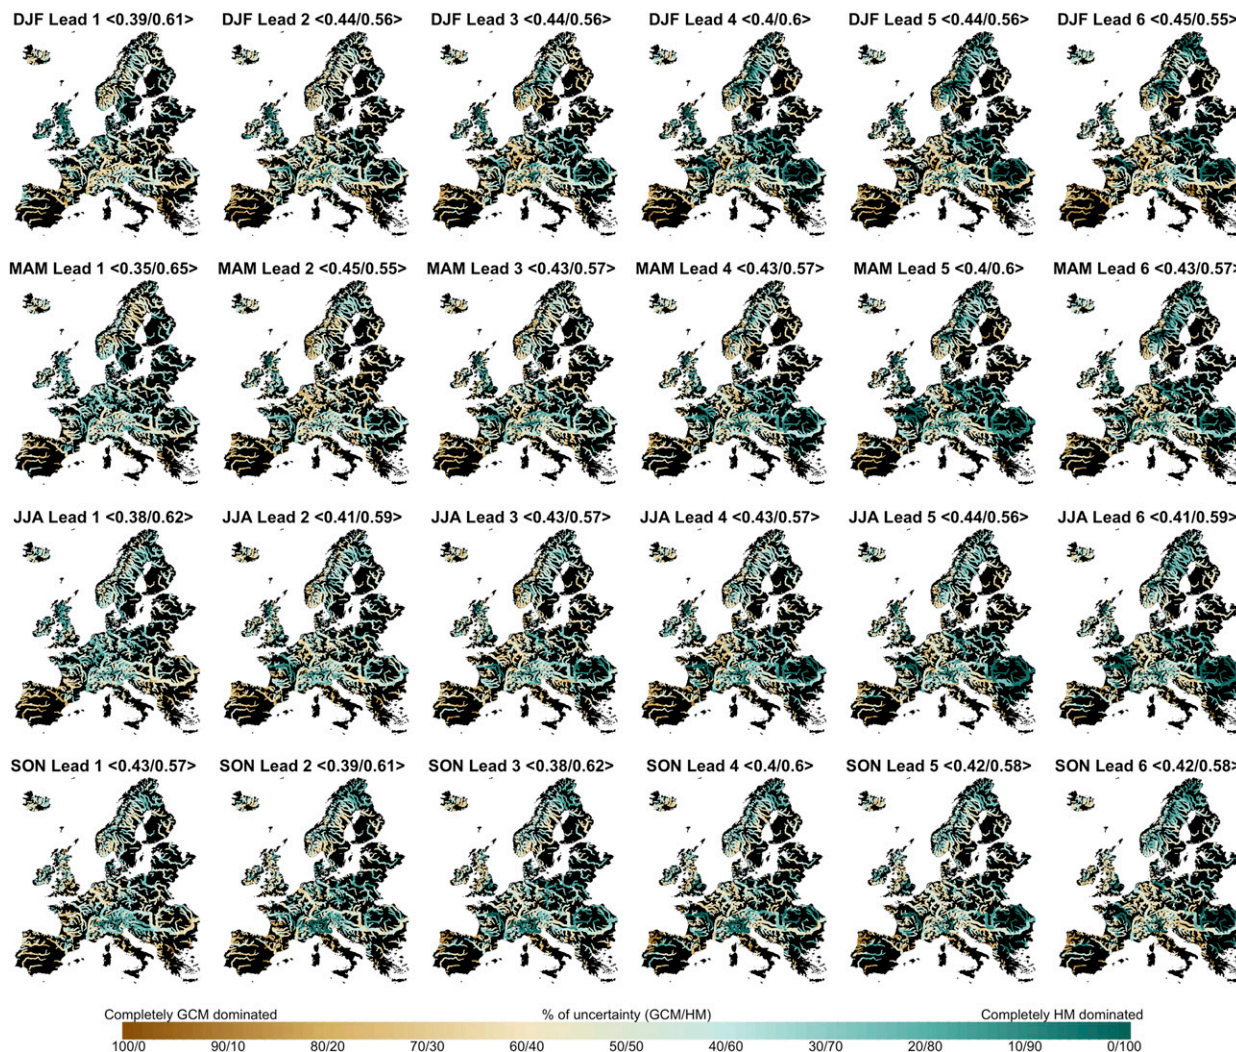 DJF Lead 1 <0.39/0.61> DJF Lead 2 <0.44/0.56> DJF Lead 3 <0.44/0.56> DJF Lead 4 <0.4/0.6> DJF Lead 5 <0.44/0.56> DJF Lead 6 <0.45/0.55>
MAM Lead 1 <0.35/0.65> MAM Lead 2 <0.45/0.55> MAM Lead 3 <0.43/0.57> MAM Lead 4 <0.43/0.57> MAM Lead 5 <0.4/0.6> MAM Lead 6 <0.43/0.57>
JJA Lead 1 <0.38/0.62> JJA Lead 2 <0.41/0.59> JJA Lead 3 <0.43/0.57> JJA Lead 4 <0.43/0.57> JJA Lead 5 <0.44/0.56> JJA Lead 6 <0.41/0.59>
SON Lead 1 <0.43/0.57> SON Lead 2 <0.39/0.61> SON Lead 3 <0.38/0.62> SON Lead 4 <0.4/0.6> SON Lead 5 <0.42/0.58> SON Lead 6 <0.42/0.58>
Completely GCM dominated % of uncertainty (GCM/HM) Completely HM dominated
100/0 90/10 80/20 70/30 60/40 50/50 40/60 30/70 20/80 10/90 0/100